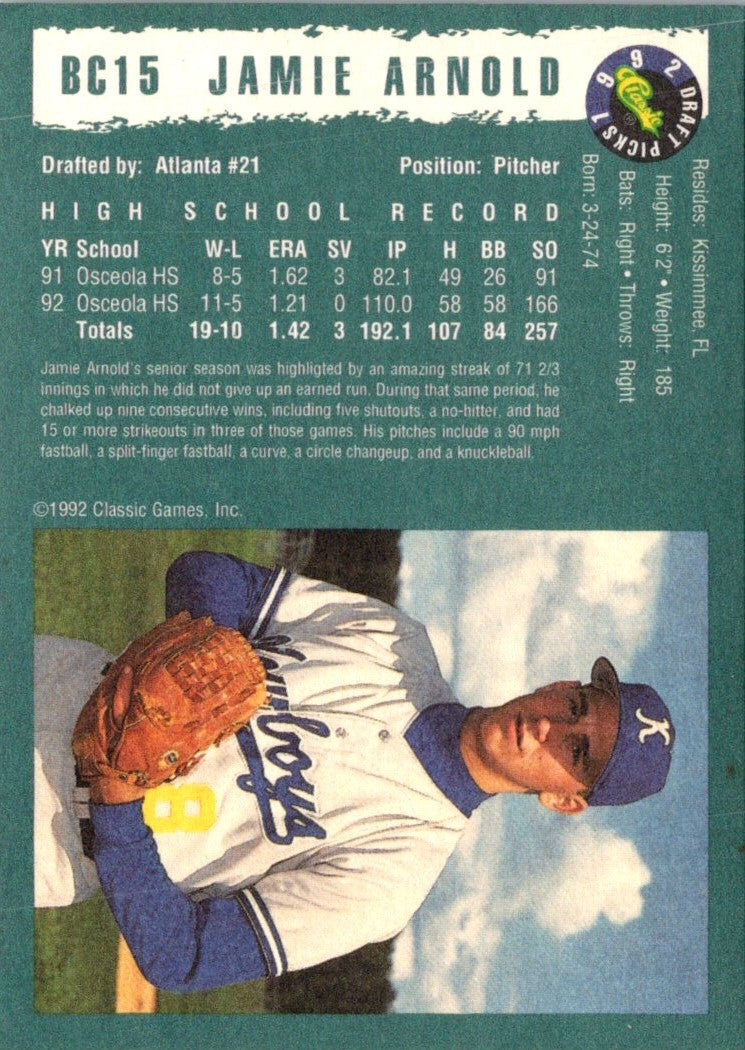 BC15 JAMIE ARNOLD
1992 DRAFT PICKS
Classic
®
Drafted by: Atlanta #21 Position: Pitcher
HIGH SCHOOL RECORD
YR School W-L ERA SV IP H BB SO
91 Osceola HS 8-5 1.62 3 82.1 49 26 91
92 Osceola HS 11-5 1.21 0 110.0 58 58 166
Totals 19-10 1.42 3 192.1 107 84 257
Jamie Arnold's senior season was highligted by an amazing streak of 71 2/3
innings in which he did not give up an earned run. During that same period, he
chalked up nine consecutive wins, including five shutouts, a no-hitter, and had
15 or more strikeouts in three of those games. His pitches include a 90 mph
fastball, a split-finger fastball, a curve, a circle changeup, and a knuckleball.
Resides: Kissimmee, FL
Height: 6'2" • Weight: 185
Bats: Right • Throws: Right
Born: 3-24-74
©1992 Classic Games, Inc.
K
Kowboys
8